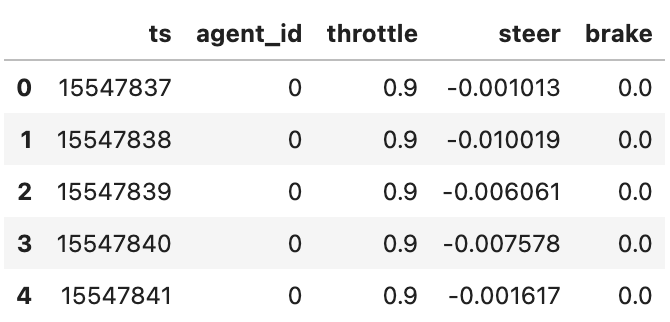 ts agent_id throttle steer brake
0 15547837 0 0.9 -0.001013 0.0
1 15547838 0 0.9 -0.010019 0.0
2 15547839 0 0.9 -0.006061 0.0
3 15547840 0 0.9 -0.007578 0.0
4 15547841 0 0.9 -0.001617 0.0